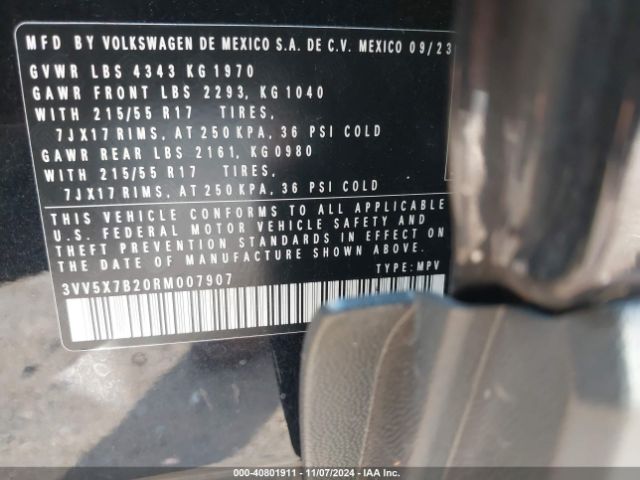 MFD BY VOLKSWAGEN DE MEXICO S.A. DE C.V. MEXICO 09/23
GVWR LBS 4343 KG 1970
GAWR FRONT LBS 2293, KG 1040
WITH 215/55 R17 TIRES,
7JX17 RIMS, AT 250 KPA, 36 PSI COLD
GAWR REAR LBS 2161, KG0980
WITH 215/55 R17 TIRES,
7JX17 RIMS, AT 250 KPA, 36 PSI COLD
THIS VEHICLE CONFORMS TO ALL APPLICABLE
U.S. FEDERAL MOTOR VEHICLE SAFETY AND
THEFT PREVENTION STANDARDS IN EFFECT ON
THE DATE OF MANUFACTURE SHOWN ABOVE.
3VV5X7B20RM007907 TYPE: MPV
000-40801911 - 11/07/2024 - IAA Inc.